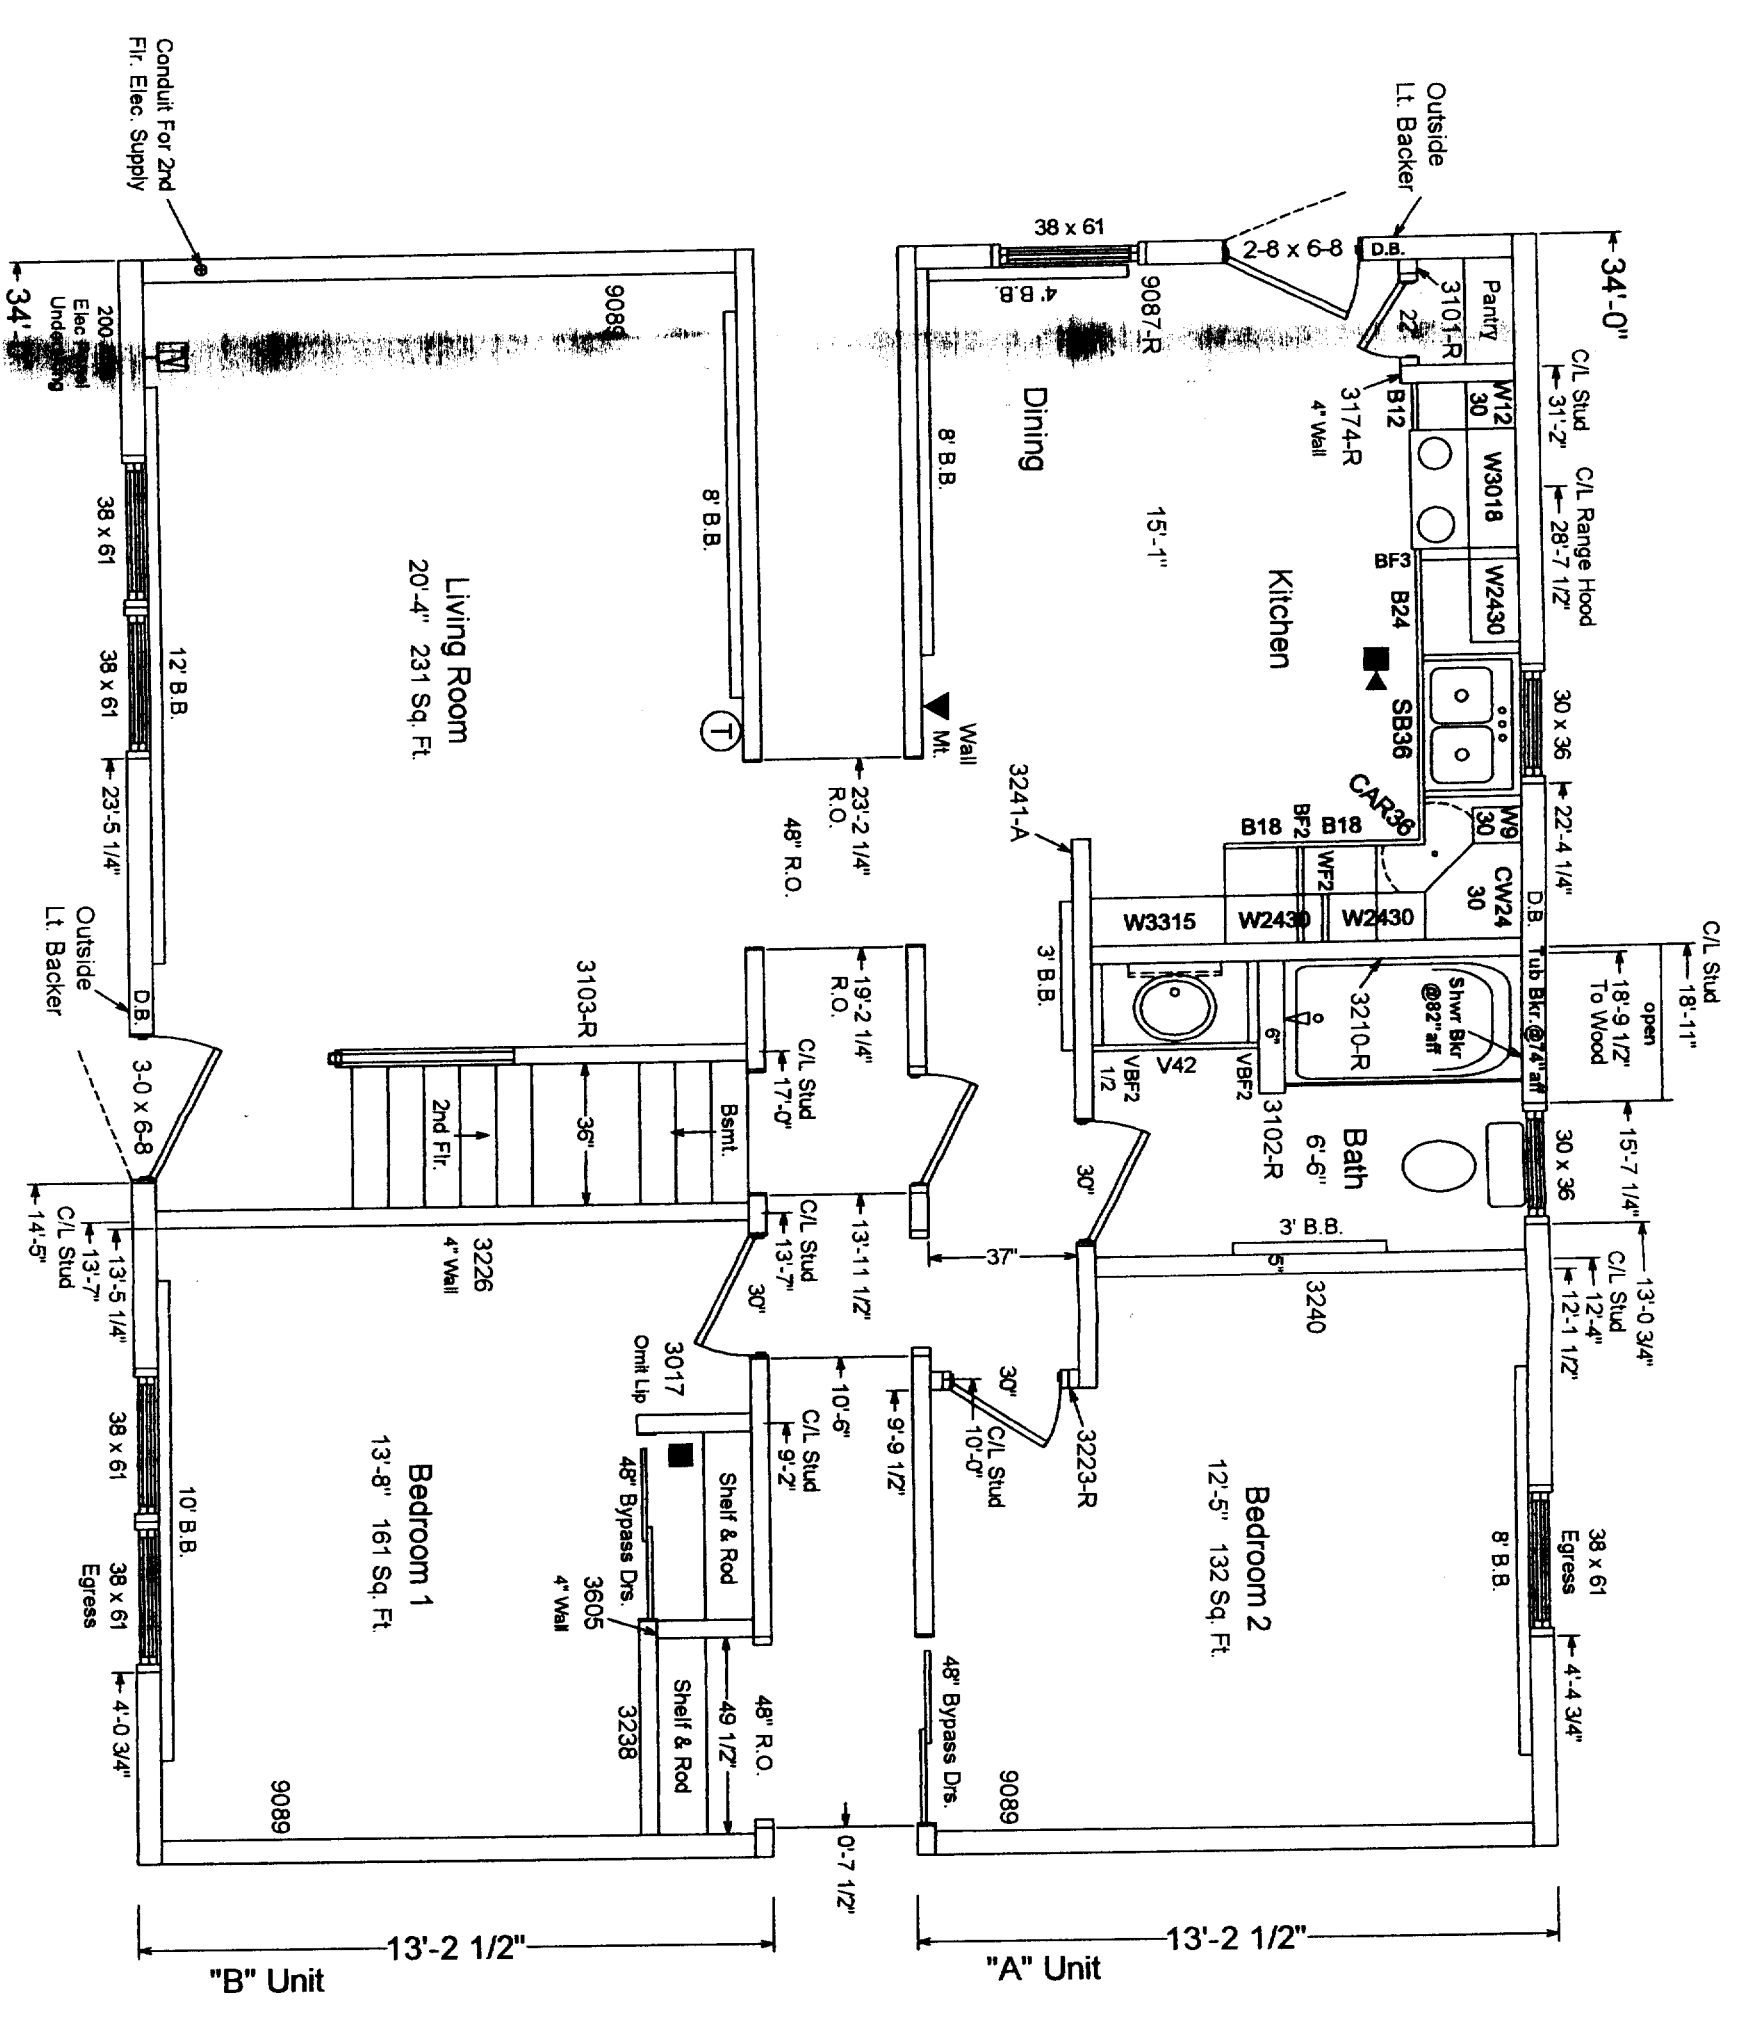 34'-0"
Outside
Lt. Backer
Pantry
3101-R
22"
D.B.
2-8 x 6-8
38 x 61
4' B.B.
9087-R
C/L Stud
31'-2"
C/L Range Hood
28'-7 1/2"
W12
30
B12
3174-R
4" Wall
W3018
W2430
BF3
B24
Dining
8' B.B.
15'-1"
Kitchen
30 x 36
SB36
22'-4 1/4"
CAR36
W9
30
CW24
30
D.B.
B18
BF2
B18
WF2
W3315
W2430
W2430
Wall
Mt.
3241-A
3' B.B.
C/L Stud
18'-11"
open
18'-9 1/2"
To Wood
Tub Bkr.@74" aff
Shwr Bkr
@82" aff
3210-R
6"
VBF2
V42
VBF2
1/2
3102-R
Bath
6'-6"
30 x 36
15'-7 1/4"
13'-0 3/4"
C/L Stud
12'-4"
12'-1 1/2"
3' B.B.
5"
3240
30"
37"
30"
C/L Stud
10'-0"
3223-R
9'-9 1/2"
Bedroom 2
12'-5" 132 Sq. Ft.
8' B.B.
38 x 61
Egress
4'-4 3/4"
48" Bypass Drs.
9089
13'-2 1/2"
"A" Unit
23'-2 1/4"
R.O.
48" R.O.
19'-2 1/4"
R.O.
C/L Stud
17'-0"
13'-11 1/2"
C/L Stud
13'-7"
10'-6"
C/L Stud
9'-2"
48" R.O.
0'-7 1/2"
Conduit For 2nd
Flr. Elec. Supply
34'-
200
TV
9089
8' B.B.
T
Living Room
20'-4" 231 Sq. Ft.
12' B.B.
38 x 61
38 x 61
23'-5 1/4"
Outside
Lt. Backer
D.B.
3-0 x 6-8
3103-R
36"
Bsmt.
2nd Flr.
14'-5"
C/L Stud
13'-7"
13'-5 1/4"
3226
4" Wall
30"
3017
Omit Lip
Shelf & Rod
48" Bypass Drs.
3605
4" Wall
Shelf & Rod
49 1/2"
3238
Bedroom 1
13'-8" 161 Sq. Ft.
10' B.B.
38 x 61
38 x 61
Egress
4'-0 3/4"
9089
13'-2 1/2"
"B" Unit